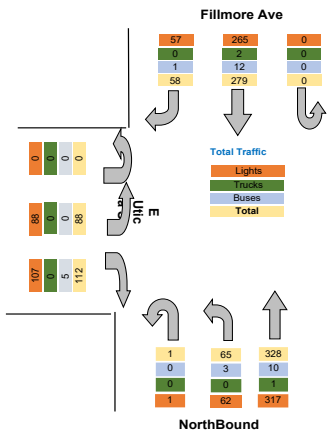 Fillmore Ave
57 265 0
0 2 0
1 12 0
58 279 0
Total Traffic
Lights
Trucks
Buses
Total
0 0 0 0
88 0 0 88
E
Utic
107 0 5 112
1 65 328
0 3 10
0 0 1
1 62 317
NorthBound